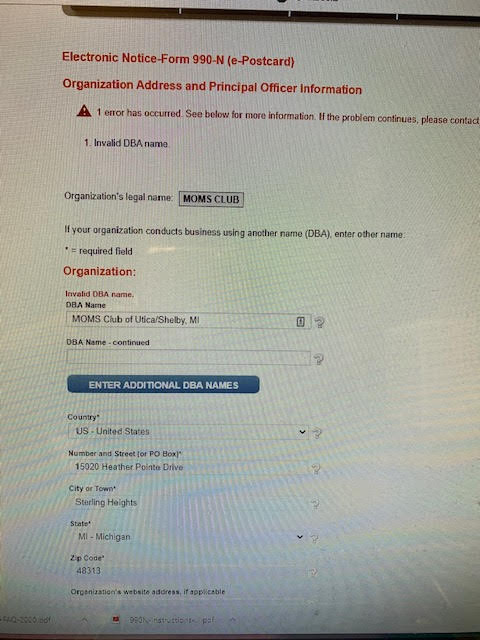 Electronic Notice-Form 990-N (e-Postcard)
Organization Address and Principal Officer Information
1 error has occurred. See below for more information. If the problem continues, please contact
1. Invalid DBA name.
Organization's legal name: MOMS CLUB
If your organization conducts business using another name (DBA), enter other name:
* = required field
Organization:
Invalid DBA name.
DBA Name
MOMS Club of Utica/Shelby, MI
DBA Name - continued
ENTER ADDITIONAL DBA NAMES
Country*
US - United States
Number and Street (or PO Box)*
15020 Heather Pointe Drive
City or Town*
Sterling Heights
State*
MI - Michigan
Zip Code*
48313
Organization's website address, if applicable
FAQ-2020.pdf